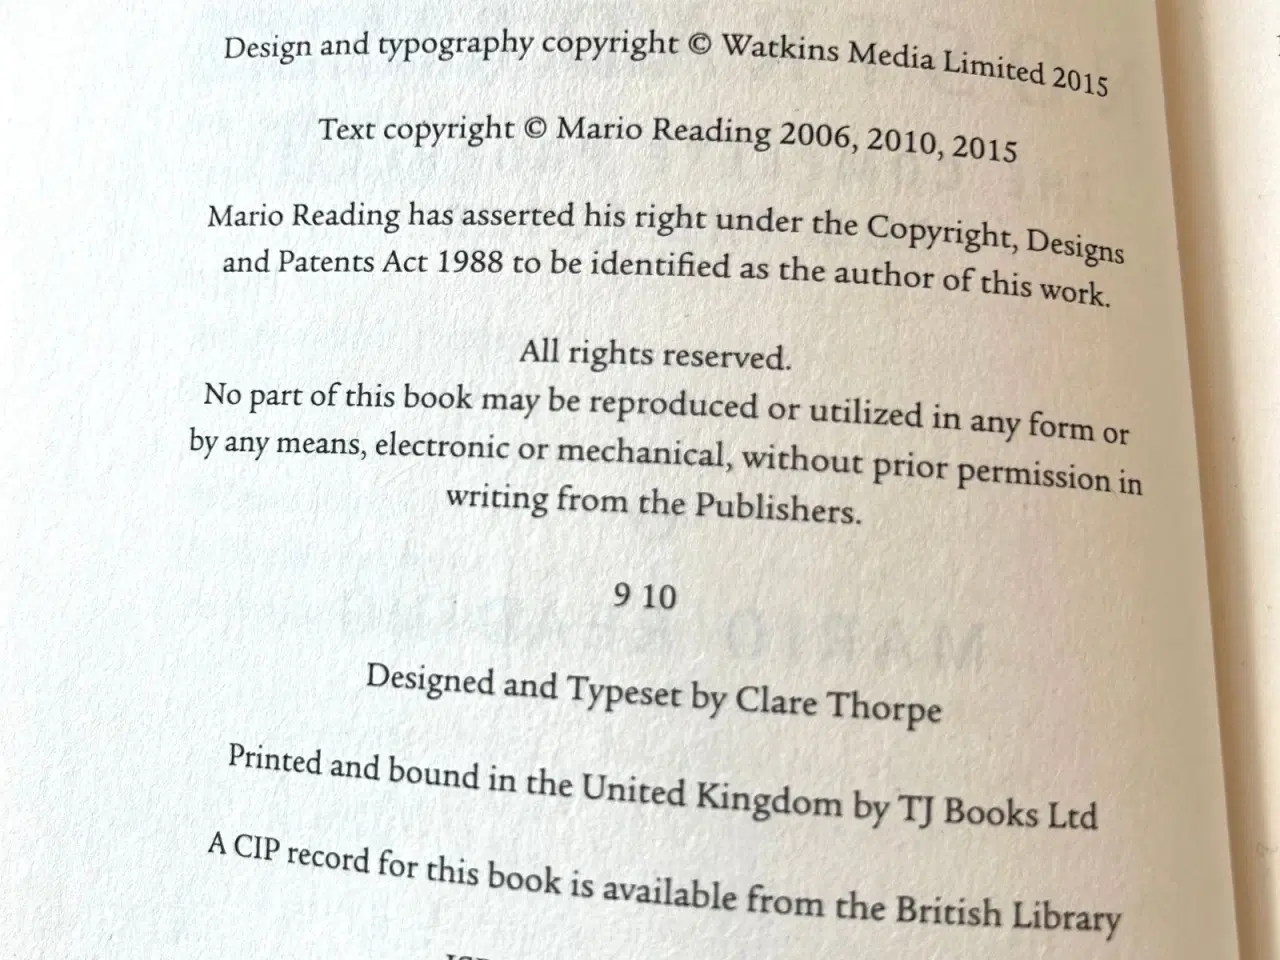 Design and typography copyright © Watkins Media Limited 2015
Text copyright © Mario Reading 2006, 2010, 2015
Mario Reading has asserted his right under the Copyright, Designs
and Patents Act 1988 to be identified as the author of this work.
All rights reserved.
No part of this book may be reproduced or utilized in any form or
by any means, electronic or mechanical, without prior permission in
writing from the Publishers.
9 10
Designed and Typeset by Clare Thorpe
Printed and bound in the United Kingdom by TJ Books Ltd
A CIP record for this book is available from the British Library